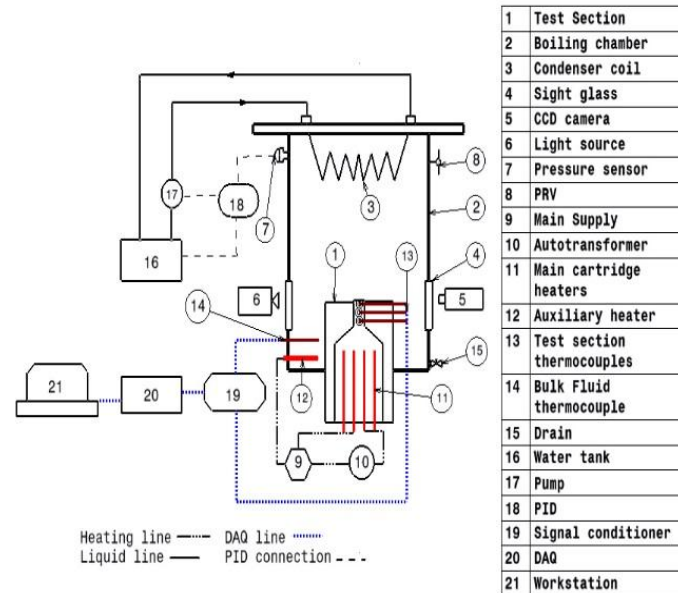 1 Test Section
2 Boiling chamber
3 Condenser coil
4 Sight glass
5 CCD camera
6 Light source
7 Pressure sensor
8 PRV
9 Main Supply
10 Autotransformer
11 Main cartridge
heaters
12 Auxiliary heater
13 Test section
thermocouples
14 Bulk Fluid
thermocouple
15 Drain
16 Water tank
17 Pump
18 PID
19 Signal conditioner
20 DAQ
21 Workstation
8
17
18
7
3
2
16
1
13
4
6
5
14
15
21
20
19
12
11
9
10
Heating line DAQ line
Liquid line PID connection